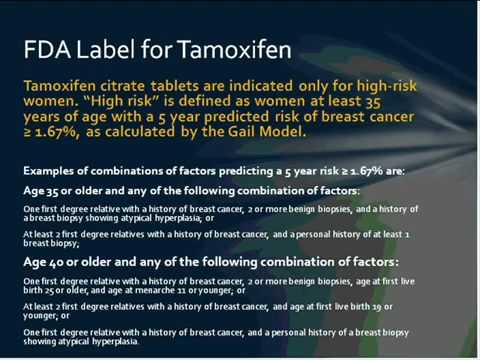 FDA Label for Tamoxifen
Tamoxifen citrate tablets are indicated only for high-risk
women. “High risk” is defined as women at least 35
years of age with a 5 year predicted risk of breast cancer
≥ 1.67%, as calculated by the Gail Model.
Examples of combinations of factors predicting a 5 year risk ≥ 1.67% are:
Age 35 or older and any of the following combination of factors:
One first degree relative with a history of breast cancer, 2 or more benign biopsies, and a history of
a breast biopsy showing atypical hyperplasia; or
At least 2 first degree relatives with a history of breast cancer, and a personal history of at least 1
breast biopsy;
Age 40 or older and any of the following combination of factors:
One first degree relative with a history of breast cancer, 2 or more benign biopsies, age at first live
birth 25 or older, and age at menarche 11 or younger; or
At least 2 first degree relatives with a history of breast cancer, and age at first live birth 19 or
younger; or
One first degree relative with a history of breast cancer, and a personal history of a breast biopsy
showing atypical hyperplasia.